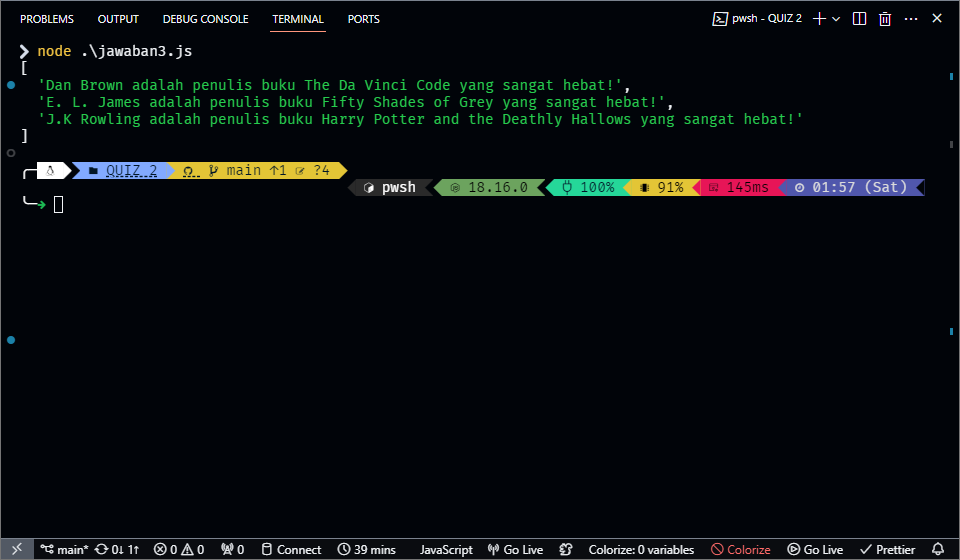 PROBLEMS OUTPUT DEBUG CONSOLE TERMINAL PORTS pwsh - QUIZ 2
node .\jawaban3.js
[
'Dan Brown adalah penulis buku The Da Vinci Code yang sangat hebat!',
'E. L. James adalah penulis buku Fifty Shades of Grey yang sangat hebat!',
'J.K Rowling adalah penulis buku Harry Potter and the Deathly Hallows yang sangat hebat!'
]
QUIZ 2 main ↑1 ?4
pwsh 18.16.0 100% 91% 145ms 01:57 (Sat)
main* 0↓ 1↑ 0 0 0 Connect 39 mins JavaScript Go Live Colorize: 0 variables Colorize Go Live Prettier